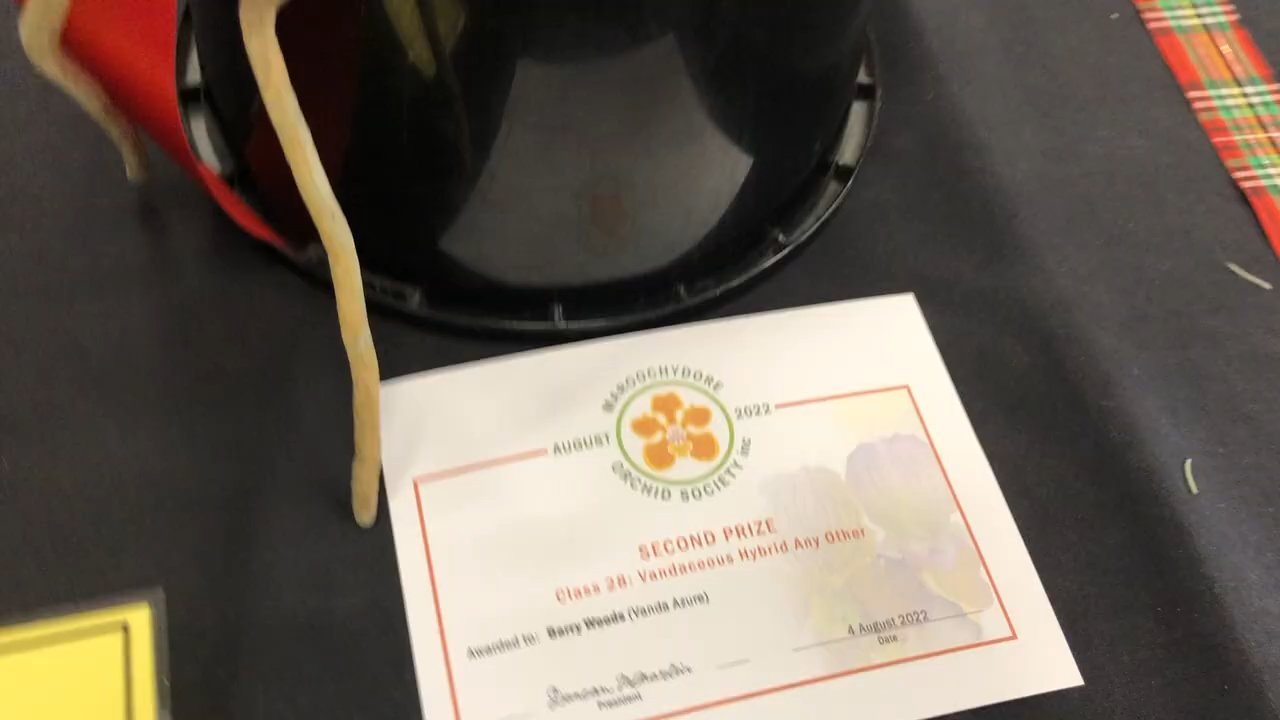 MAROOCHYDORE
AUGUST 2022
ORCHID SOCIETY inc
SECOND PRIZE
Class 28: Vandaceous Hybrid Any Other
Awarded to: Barry Woods (Vanda Azure)
4 August 2022
Date
President